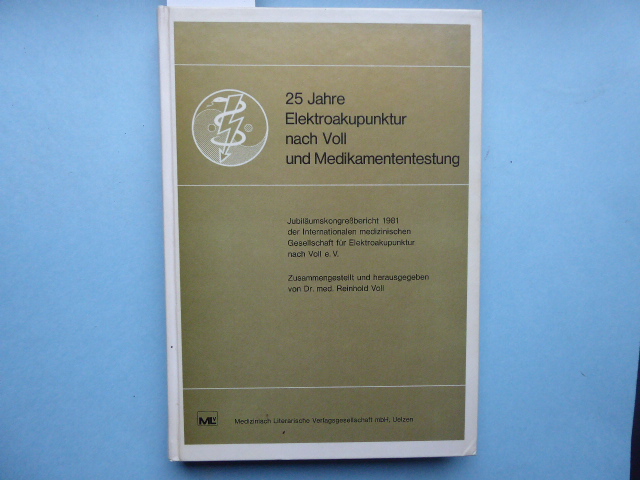 25 Jahre
Elektroakupunktur
nach Voll
und Medikamententestung
Jubiläumskongreßbericht 1981
der Internationalen medizinischen
Gesellschaft für Elektroakupunktur
nach Voll e. V.
Zusammengestellt und herausgegeben
von Dr. med. Reinhold Voll
MLV
Medizinisch Literarische Verlagsgesellschaft mbH, Uelzen